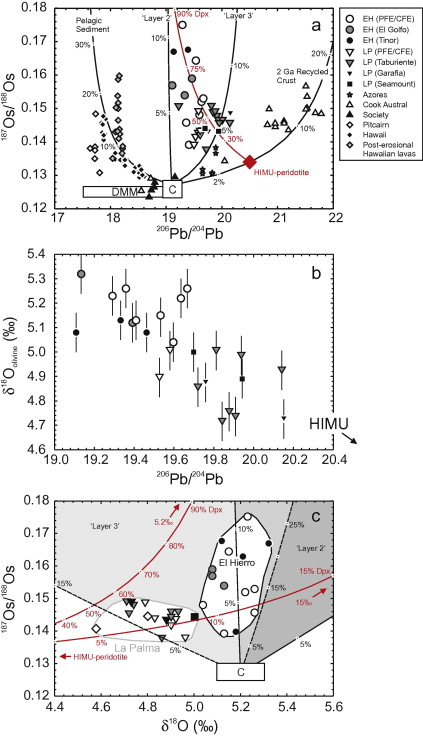 a
'Layer 2'
90% Dpx
'Layer 3'
Pelagic
Sediment
30%
20%
10%
10%
5%
75%
50%
30%
5%
2%
10%
5%
2 Ga Recycled
Crust
20%
10%
HIMU-peridotite
DMM
C
0.18
0.17
0.16
0.15
0.14
0.13
0.12
187Os/188Os
17
18
19
20
21
22
206Pb/204Pb
EH (PFE/CFE)
EH (El Golfo)
EH (Tinor)
LP (PFE/CFE)
LP (Taburiente)
LP (Garafia)
LP (Seamount)
Azores
Cook Austral
Society
Pitcairn
Hawaii
Post-erosional
Hawaiian lavas
b
5.4
5.3
5.2
5.1
5.0
4.9
4.8
4.7
4.6
δ18Oolivine (‰)
19.0
19.2
19.4
19.6
19.8
20.0
20.2
20.4
206Pb/204Pb
HIMU
c
0.18
0.17
0.16
0.15
0.14
0.13
0.12
187Os/188Os
'Layer 3'
5.2‰
90% Dpx
80%
70%
60%
50%
40%
5%
15%
10%
El Hierro
5%
25%
15%
'Layer 2'
15% Dpx
15‰
10%
5%
5%
5%
5%
La Palma
HIMU-peridotite
C
4.4
4.6
4.8
5.0
5.2
5.4
5.6
δ18O (‰)